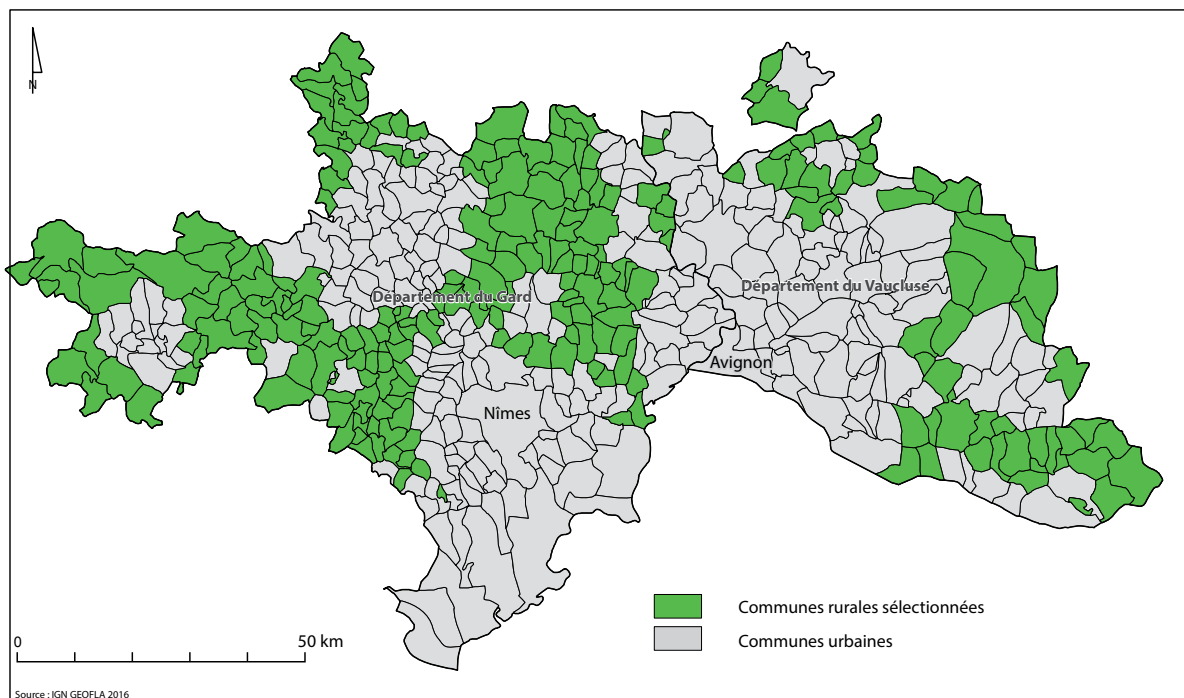 N
Département du Gard
Département du Vaucluse
Avignon
Nîmes
Communes rurales sélectionnées
Communes urbaines
0
50 km
Source : IGN GEOFLA 2016